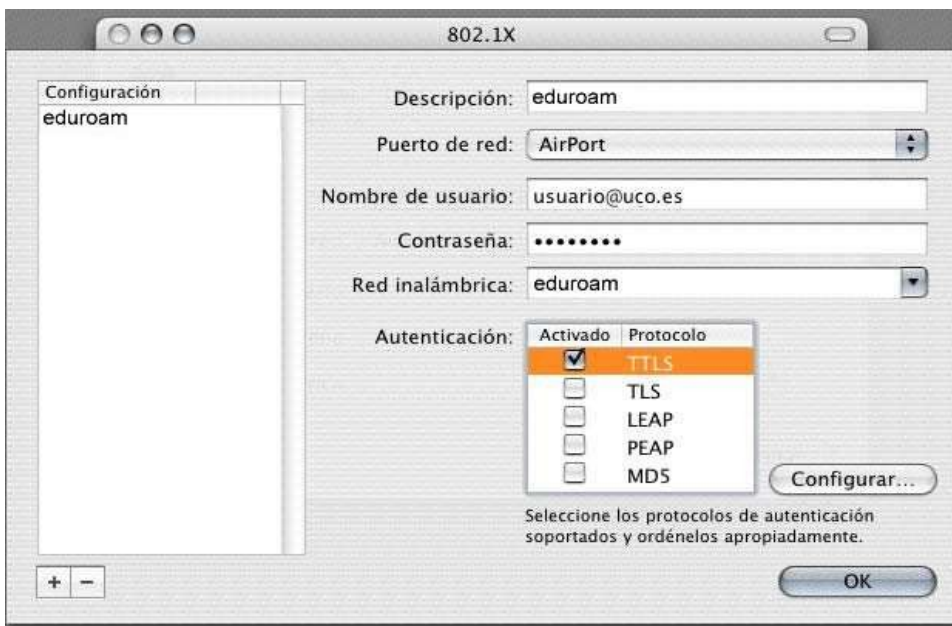 802.1X
Configuración
eduroam
Descripción: eduroam
Puerto de red: AirPort
Nombre de usuario: usuario@uco.es
Contraseña: ••••••••
Red inalámbrica: eduroam
Autenticación:
Activado Protocolo
TTLS
TLS
LEAP
PEAP
MD5
Configurar...
Seleccione los protocolos de autenticación
soportados y ordénelos apropiadamente.
+ −
OK